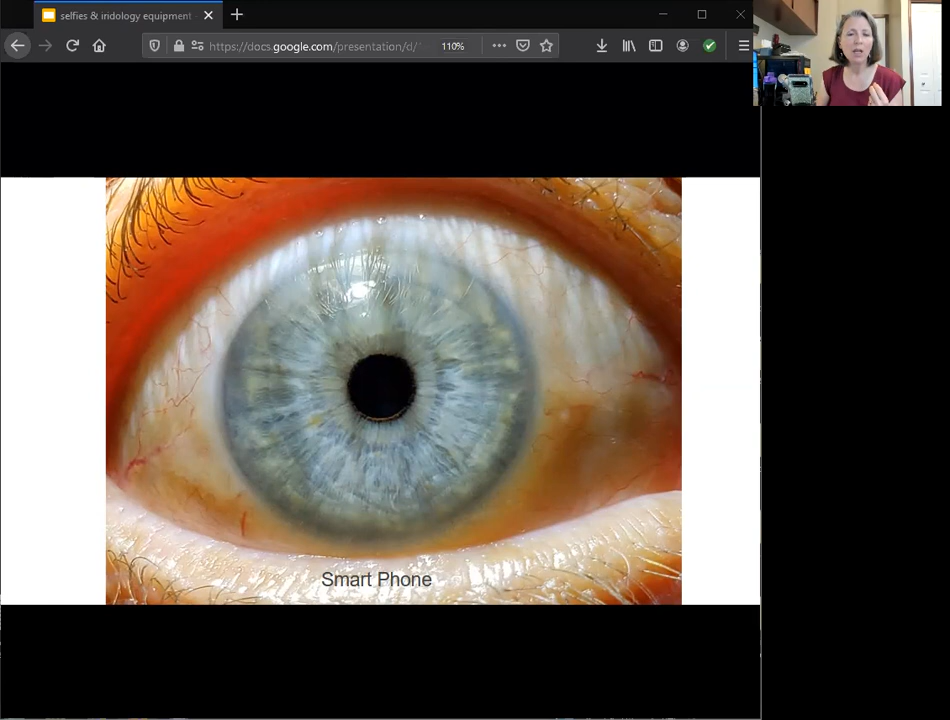 selfies & iridology equipment
https://docs.google.com/presentation/d/
110%
Smart Phone